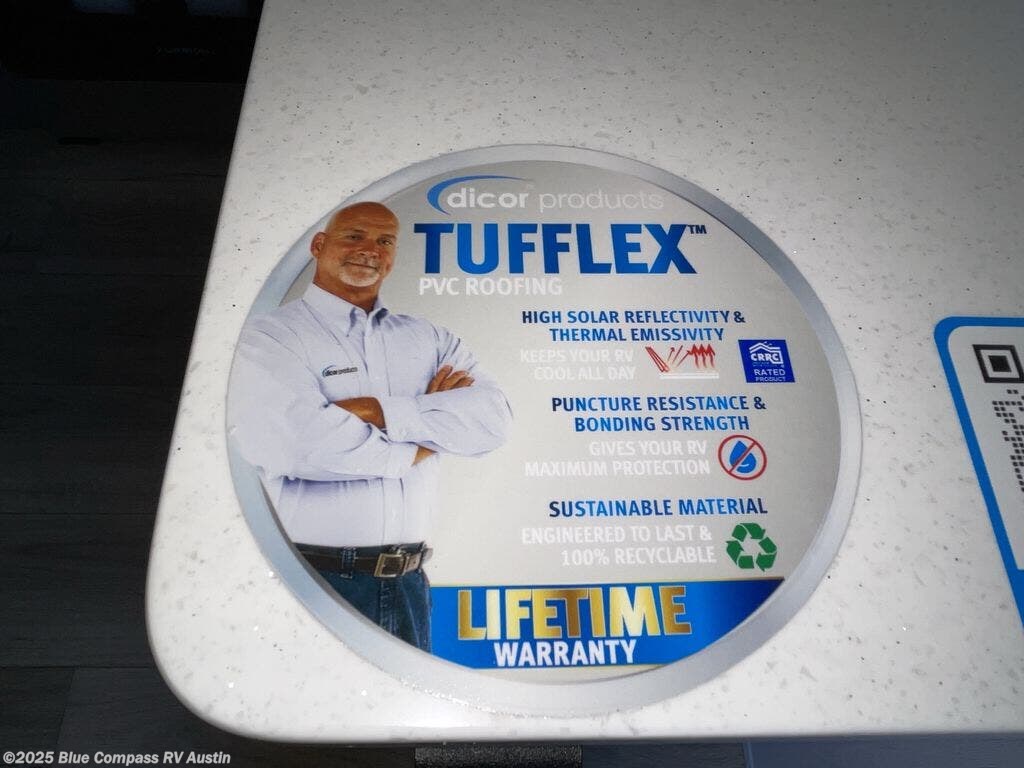 dicor products
TUFFLEX™
PVC ROOFING
HIGH SOLAR REFLECTIVITY &
THERMAL EMISSIVITY
KEEPS YOUR RV
COOL ALL DAY
CRRC
RATED
PRODUCT
PUNCTURE RESISTANCE &
BONDING STRENGTH
GIVES YOUR RV
MAXIMUM PROTECTION
dicor products
SUSTAINABLE MATERIAL
ENGINEERED TO LAST &
100% RECYCLABLE
LIFETIME
WARRANTY
©2025 Blue Compass RV Austin